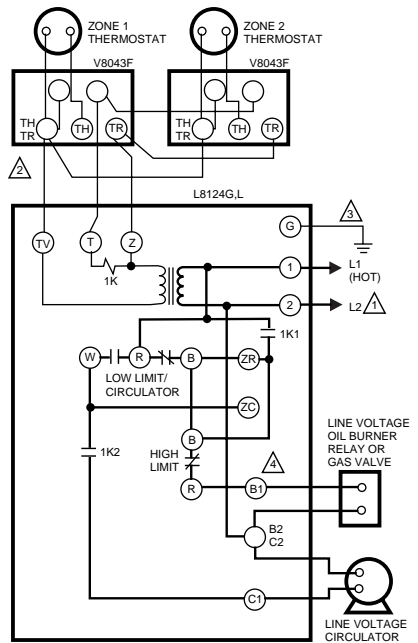 ZONE 1
THERMOSTAT
ZONE 2
THERMOSTAT
V8043F
V8043F
TH
TR
TH
TR
TH
TR
TH
TR
2
L8124G,L
3
G
TV
T
Z
1
L1
(HOT)
1K
2
L2
1
1K1
W
R
B
ZR
LOW LIMIT/
CIRCULATOR
ZC
LINE VOLTAGE
OIL BURNER
RELAY OR
GAS VALVE
B
1K2
HIGH
LIMIT
4
R
B1
B2
C2
C1
LINE VOLTAGE
CIRCULATOR